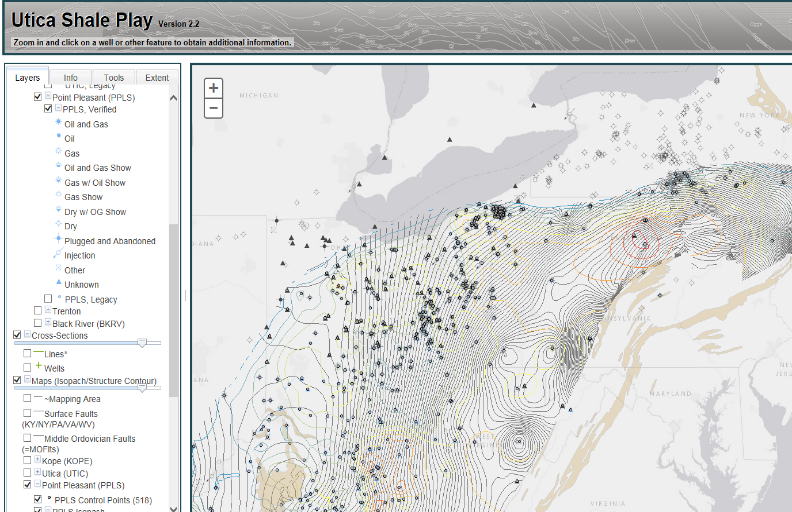 Utica Shale Play Version 2.2
Zoom in and click on a well or other feature to obtain additional information.
Layers
Info
Tools
Extent
UTIC, Legacy
Point Pleasant (PPLS)
PPLS, Verified
Oil and Gas
Oil
Gas
Oil and Gas Show
Gas w/ Oil Show
Gas Show
Dry w/ OG Show
Dry
Plugged and Abandoned
Injection
Other
Unknown
PPLS, Legacy
Trenton
Black River (BKRV)
Cross-Sections
Lines*
Wells
Maps (Isopach/Structure Contour)
~Mapping Area
Surface Faults
(KY/NY/PA/VA/WV)
Middle Ordovician Faults
(=MOFlts)
Kope (KOPE)
Utica (UTIC)
Point Pleasant (PPLS)
PPLS Control Points (518)
PPLS Isopach
+
−
MICHIGAN
NEW YORK
MARYLAND
VIRGINIA